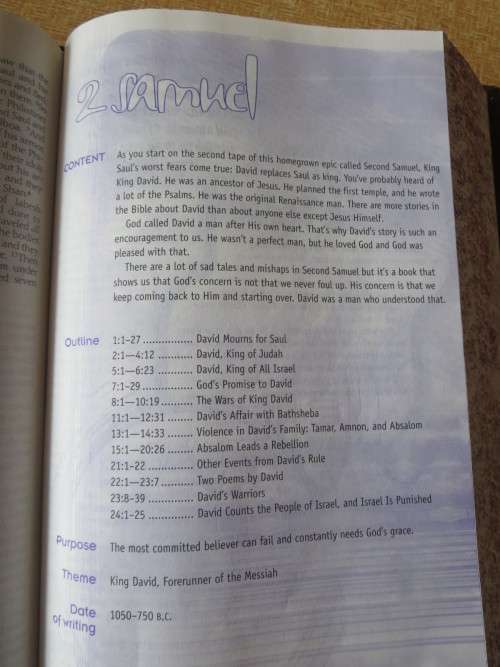 2 samuel
CONTENT
As you start on the second tape of this homegrown epic called Second Samuel, King
Saul's worst fears come true: David replaces Saul as king. You've probably heard of
King David. He was an ancestor of Jesus. He planned the first temple, and he wrote
a lot of the Psalms. He was the original Renaissance man. There are more stories in
the Bible about David than about anyone else except Jesus Himself.
God called David a man after His own heart. That's why David's story is such an
encouragement to us. He wasn't a perfect man, but he loved God and God was
pleased with that.
There are a lot of sad tales and mishaps in Second Samuel but it's a book that
shows us that God's concern is not that we never foul up. His concern is that we
keep coming back to Him and starting over. David was a man who understood that.
Outline
1:1–27 ............... David Mourns for Saul
2:1—4:12 .......... David, King of Judah
5:1—6:23 .......... David, King of All Israel
7:1–29 ............... God's Promise to David
8:1—10:19 ......... The Wars of King David
11:1—12:31 ....... David's Affair with Bathsheba
13:1—14:33 ....... Violence in David's Family: Tamar, Amnon, and Absalom
15:1—20:26 ....... Absalom Leads a Rebellion
21:1–22 ............. Other Events from David's Rule
22:1—23:7 ......... Two Poems by David
23:8–39 ............. David's Warriors
24:1–25 ............. David Counts the People of Israel, and Israel Is Punished
Purpose
The most committed believer can fail and constantly needs God's grace.
Theme
King David, Forerunner of the Messiah
Date
of writing
1050–750 B.C.